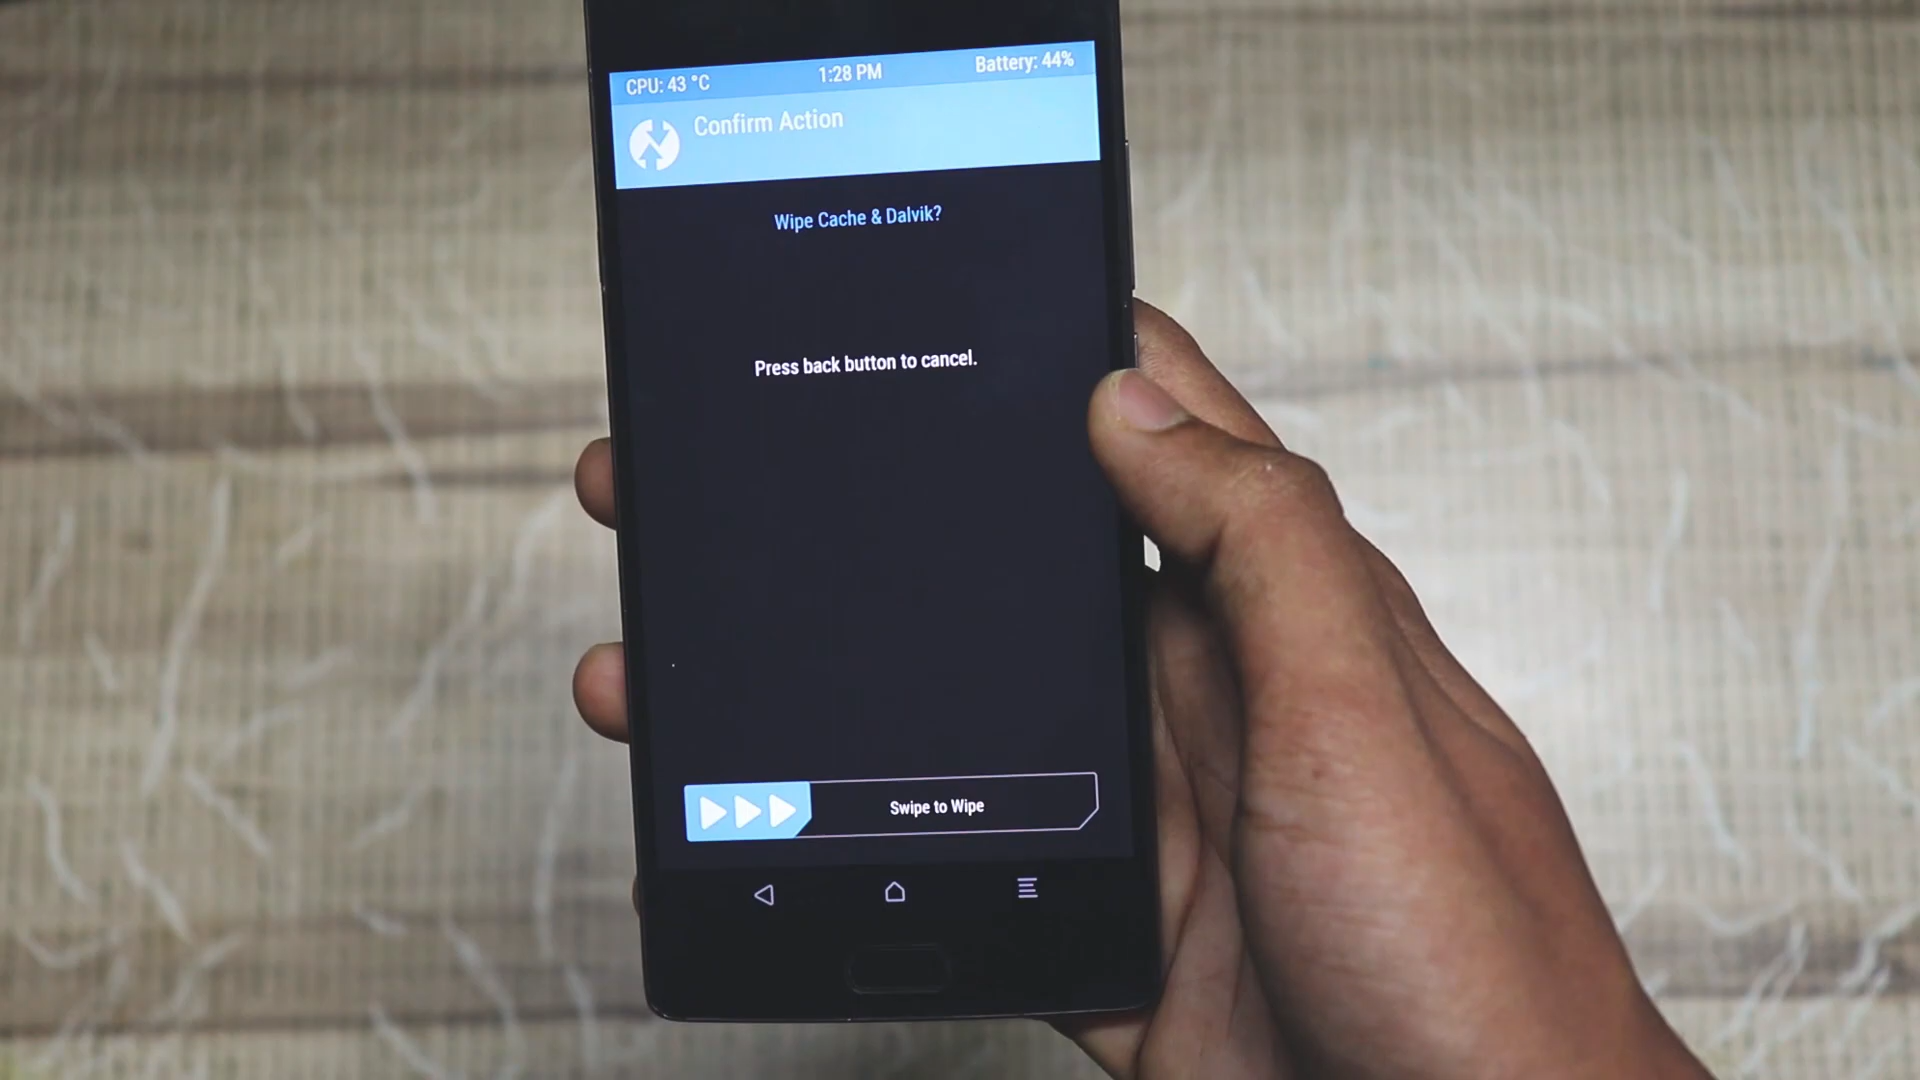 CPU: 43 °C 1:28 PM Battery: 44%
Confirm Action
Wipe Cache & Dalvik?
Press back button to cancel.
Swipe to Wipe